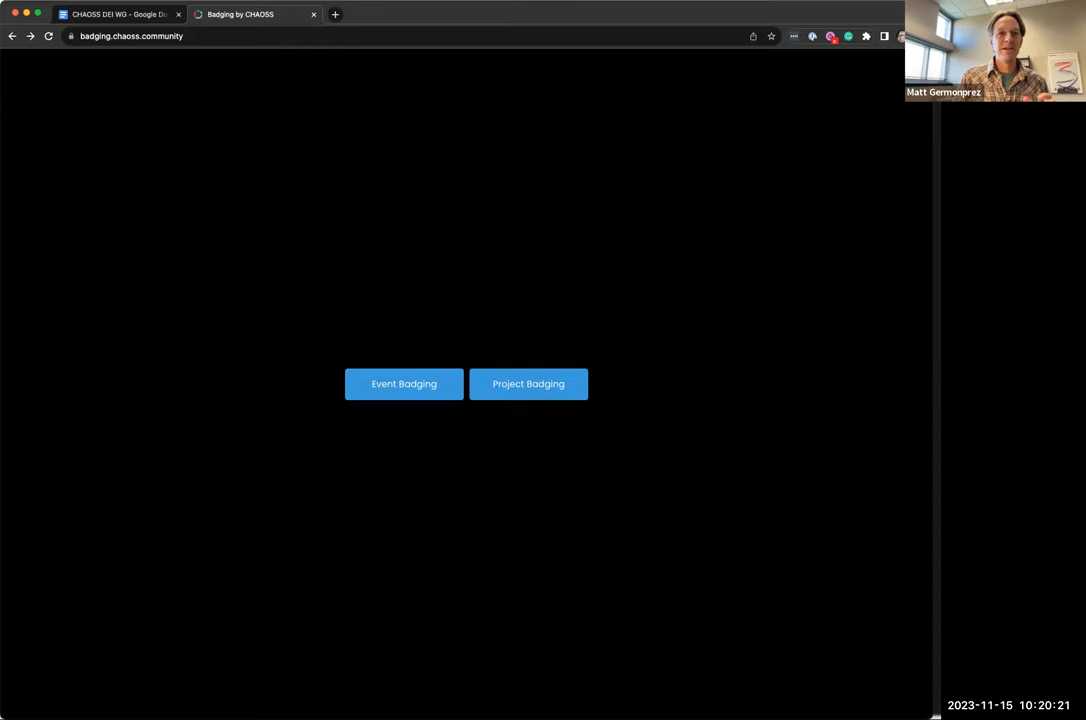 CHAOSS DEI WG - Google Do
Badging by CHAOSS
badging.chaoss.community
Matt Germonprez
Event Badging
Project Badging
2023-11-15 10:20:21